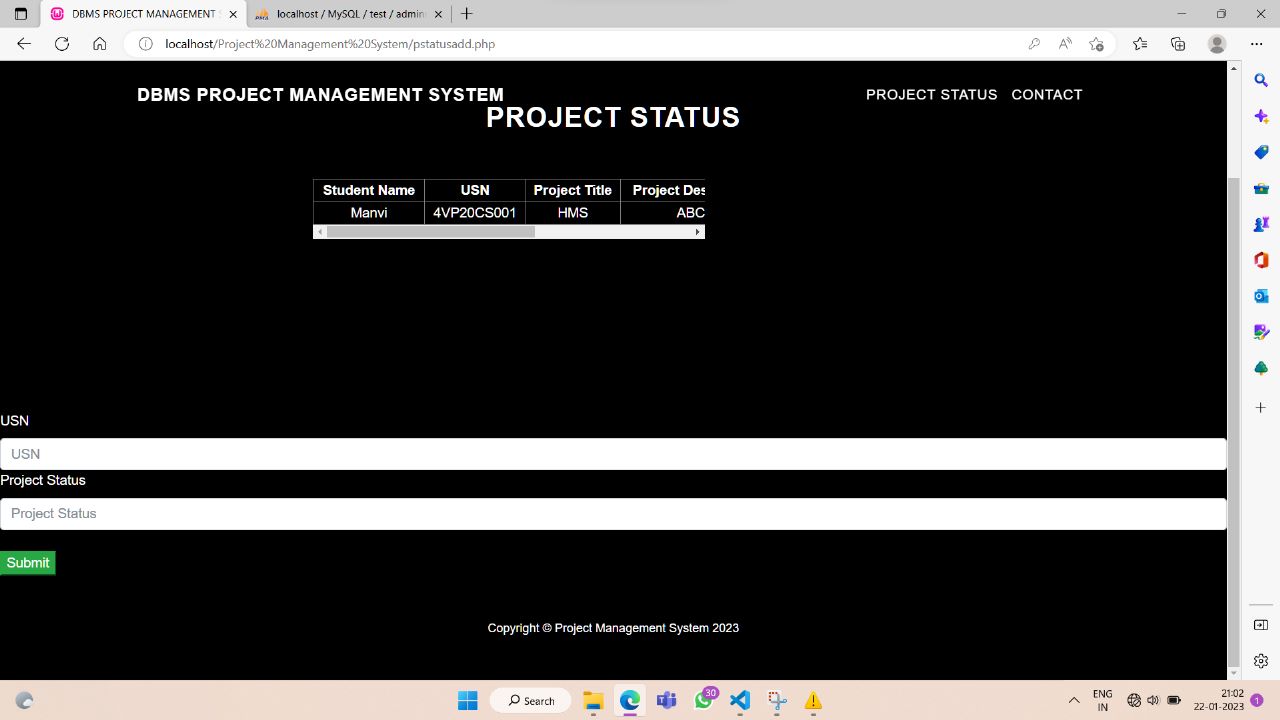 DBMS PROJECT MANAGEMENT S
localhost / MySQL / test / admin
localhost/Project%20Management%20System/pstatusadd.php
DBMS PROJECT MANAGEMENT SYSTEM
PROJECT STATUS CONTACT
PROJECT STATUS
Student Name USN Project Title Project Des
Manvi 4VP20CS001 HMS ABC
USN
USN
Project Status
Project Status
Submit
Copyright © Project Management System 2023
Search
30
ENG
IN
21:02
22-01-2023
1